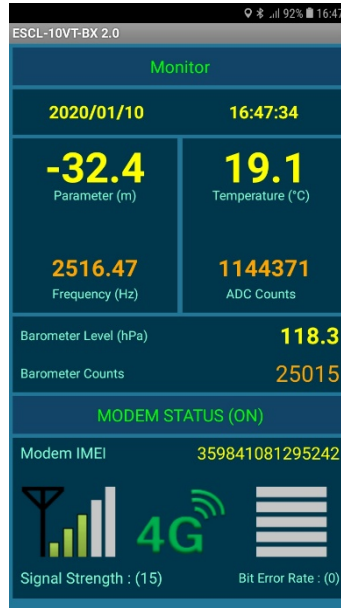 92% 16:47
ESCL-10VT-BX 2.0
Monitor
2020/01/10 16:47:34
-32.4 19.1
Parameter (m) Temperature (°C)
2516.47 1144371
Frequency (Hz) ADC Counts
Barometer Level (hPa) 118.3
Barometer Counts 25015
MODEM STATUS (ON)
Modem IMEI 359841081295242
4G
Signal Strength : (15) Bit Error Rate : (0)